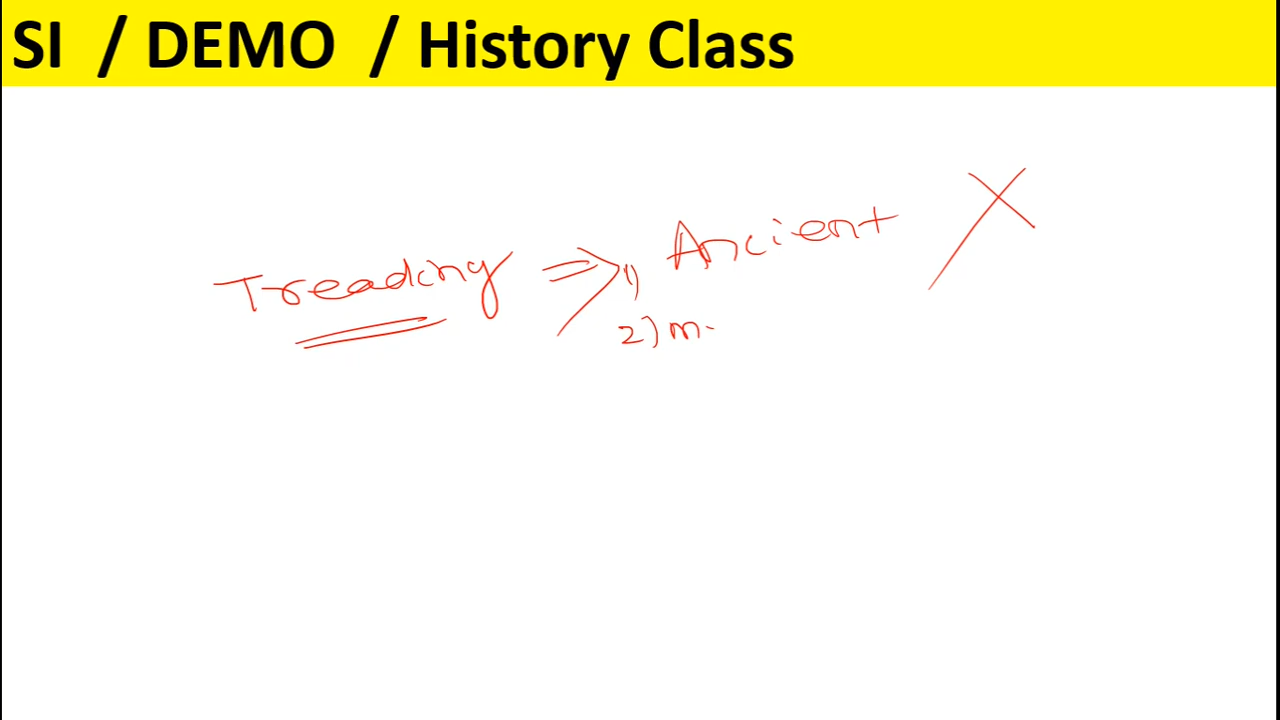 SI / DEMO / History Class
Treading ⇒ 1) Ancient X
2) m.